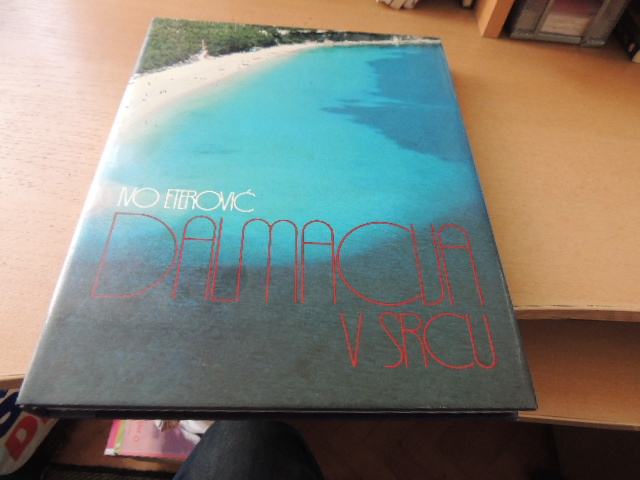 IVO ETEROVIĆ
DALMACIJA
V SRCU